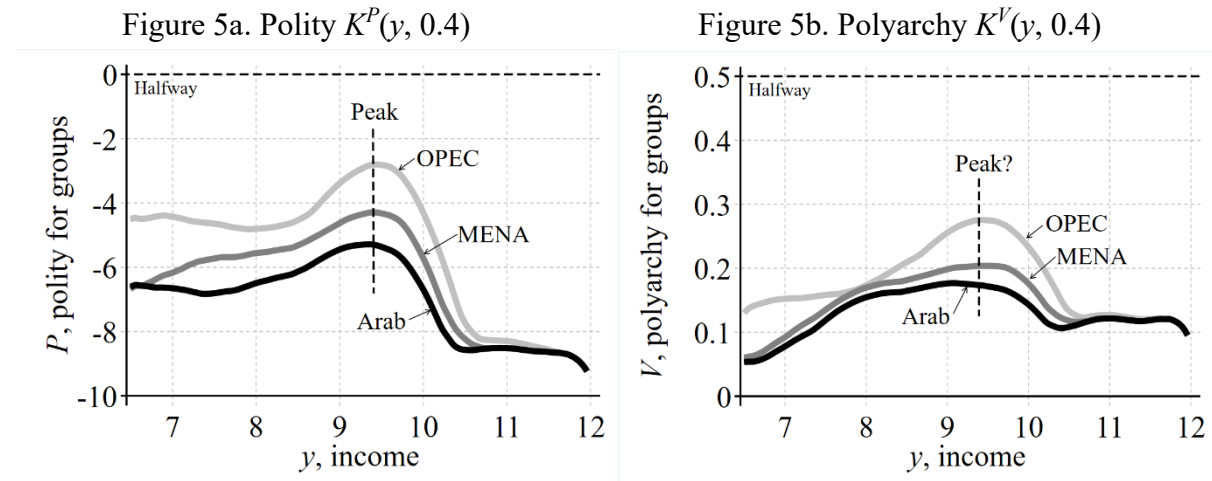 Figure 5a. Polity K^P(y, 0.4)
0
Halfway
-2
Peak
OPEC
-4
MENA
-6
Arab
-8
-10
P, polity for groups
7 8 9 10 11 12
y, income
Figure 5b. Polyarchy K^V(y, 0.4)
0.5
Halfway
0.4
Peak?
0.3
OPEC
MENA
0.2
Arab
0.1
0
V, polyarchy for groups
7 8 9 10 11 12
y, income